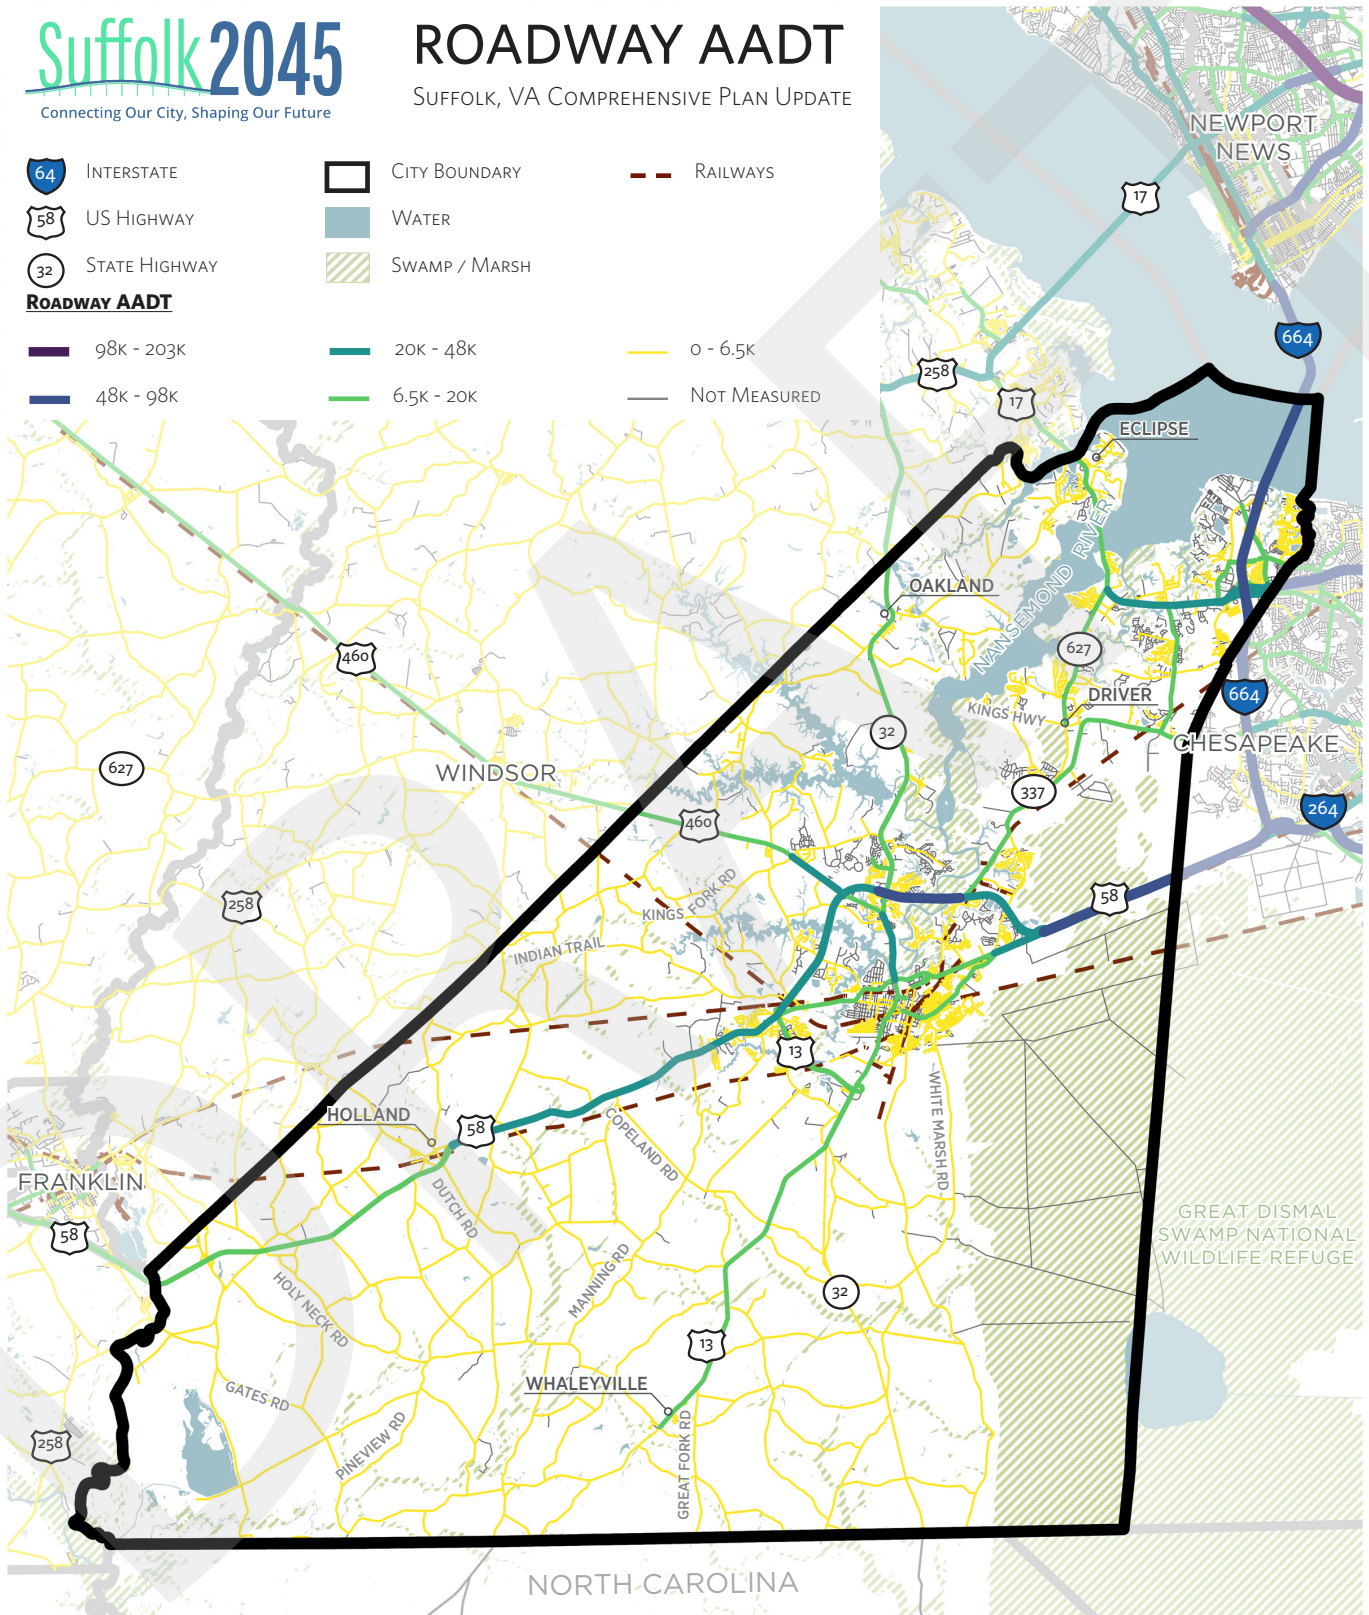 Suffolk 2045
Connecting Our City, Shaping Our Future
ROADWAY AADT
Suffolk, VA Comprehensive Plan Update
64 Interstate
58 US Highway
32 State Highway
City Boundary
Water
Swamp / Marsh
Railways
Roadway AADT
98k - 203k
48k - 98k
20k - 48k
6.5k - 20k
0 - 6.5k
Not Measured
NEWPORT
NEWS
17
664
258
17
ECLIPSE
NANSEMOND RIVER
OAKLAND
627
460
DRIVER
664
KINGS HWY
32
CHESAPEAKE
627
WINDSOR
337
264
460
258
KINGS FORK RD
58
INDIAN TRAIL
13
HOLLAND
58
COPELAND RD
WHITE MARSH RD
FRANKLIN
DUTCH RD
58
GREAT DISMAL
SWAMP NATIONAL
WILDLIFE REFUGE
HOLY NECK RD
MANNING RD
32
13
WHALEYVILLE
GATES RD
258
PINEVIEW RD
GREAT FORK RD
NORTH CAROLINA
DRAFT